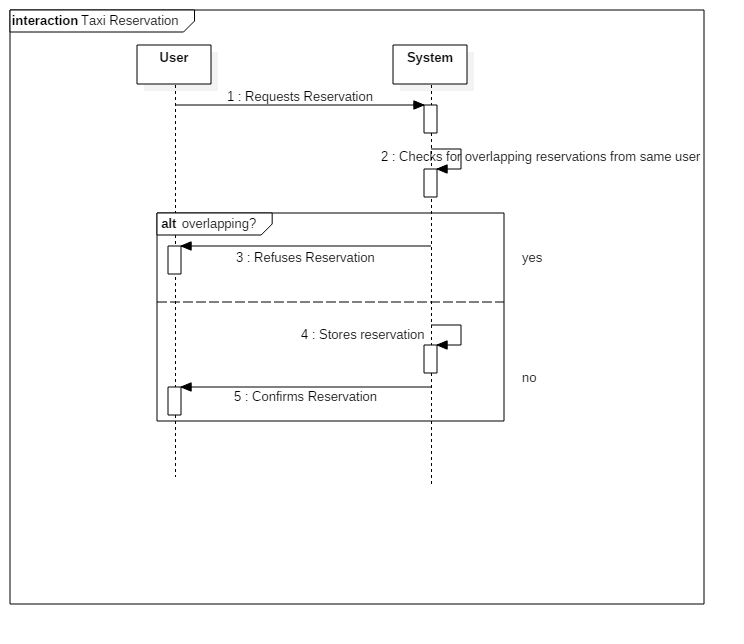 interaction Taxi Reservation
User
System
1 : Requests Reservation
2 : Checks for overlapping reservations from same user
alt overlapping?
3 : Refuses Reservation
yes
4 : Stores reservation
no
5 : Confirms Reservation